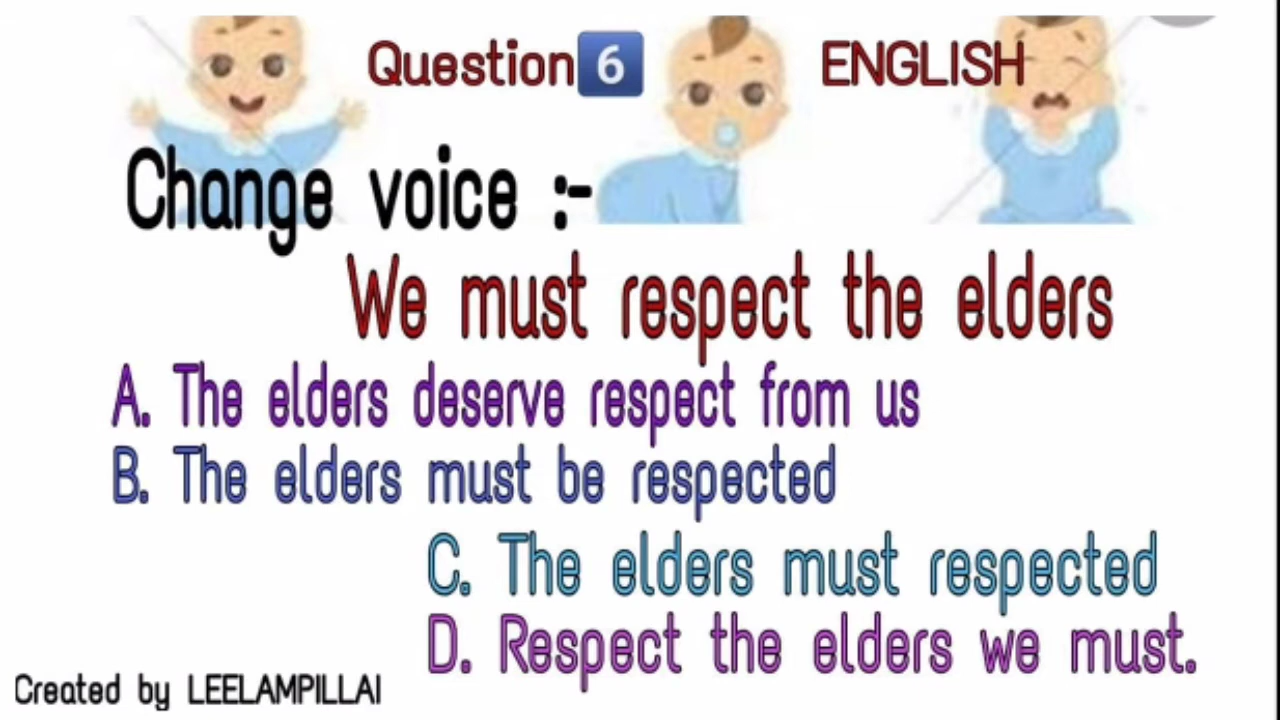 Question 6 ENGLISH
Change voice :-
We must respect the elders
A. The elders deserve respect from us
B. The elders must be respected
C. The elders must respected
D. Respect the elders we must.
Created by LEELAMPILLAI